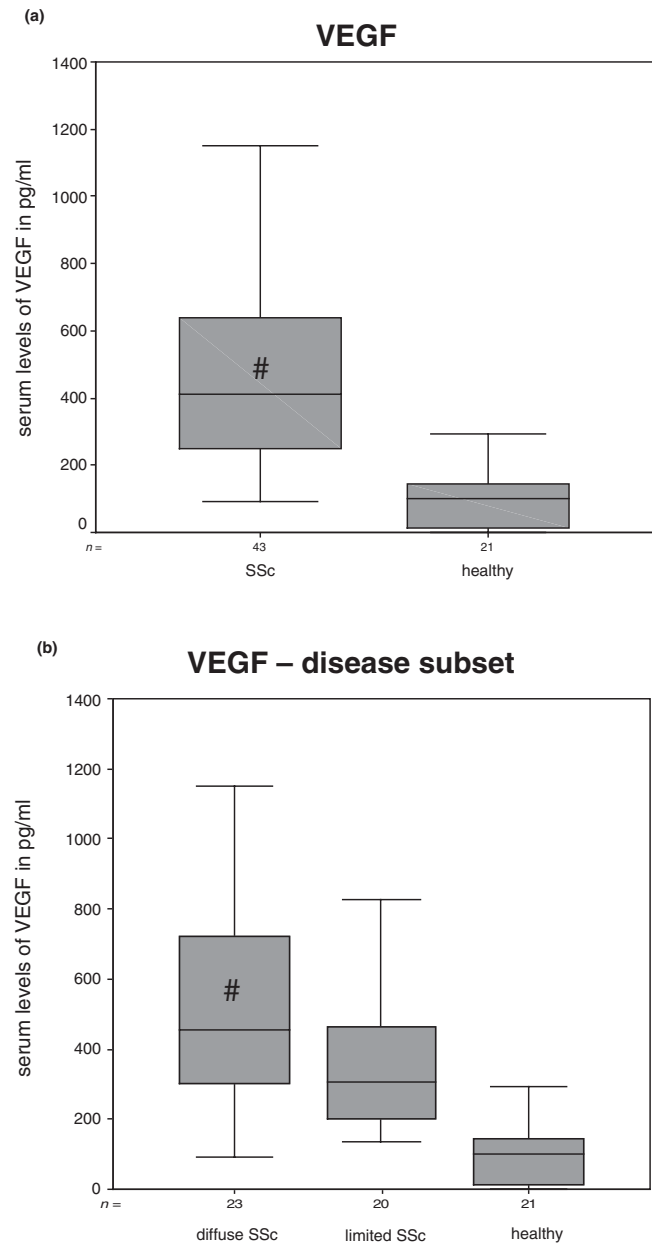 (a)
VEGF
1400
1200
1000
800
600
400
200
0
serum levels of VEGF in pg/ml
#
n = 43 21
SSc healthy
(b)
VEGF – disease subset
1400
1200
1000
800
600
400
200
0
serum levels of VEGF in pg/ml
#
n = 23 20 21
diffuse SSc limited SSc healthy